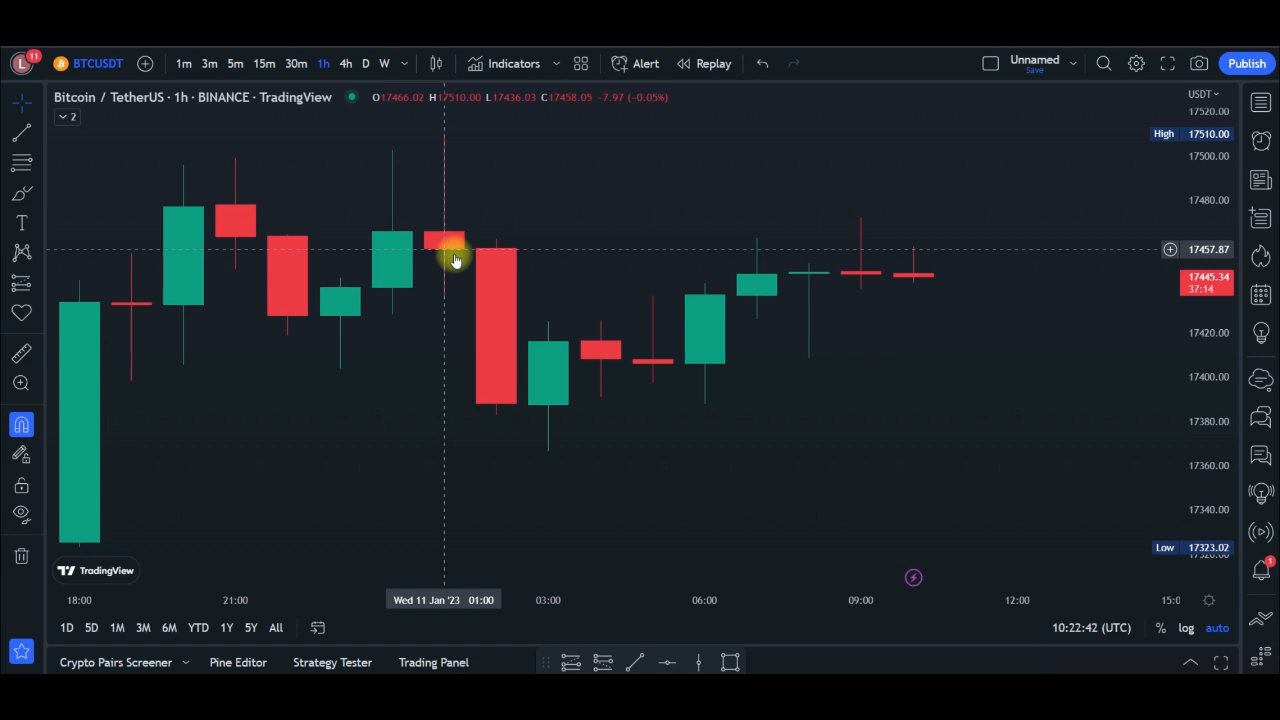 L 11 BTCUSDT 1m 3m 5m 15m 30m 1h 4h D W Indicators Alert Replay Unnamed Save Publish
Bitcoin / TetherUS · 1h · BINANCE · TradingView O17466.02 H17510.00 L17436.03 C17458.05 -7.97 (-0.05%) USDT
2
17520.00
High 17510.00
17500.00
17480.00
17457.87
17445.34
37:14
17420.00
17400.00
17380.00
17360.00
17340.00
Low 17323.02
17320.00
1
TradingView
18:00 21:00 Wed 11 Jan '23 01:00 03:00 06:00 09:00 12:00 15:0
1D 5D 1M 3M 6M YTD 1Y 5Y All 10:22:42 (UTC) % log auto
Crypto Pairs Screener Pine Editor Strategy Tester Trading Panel